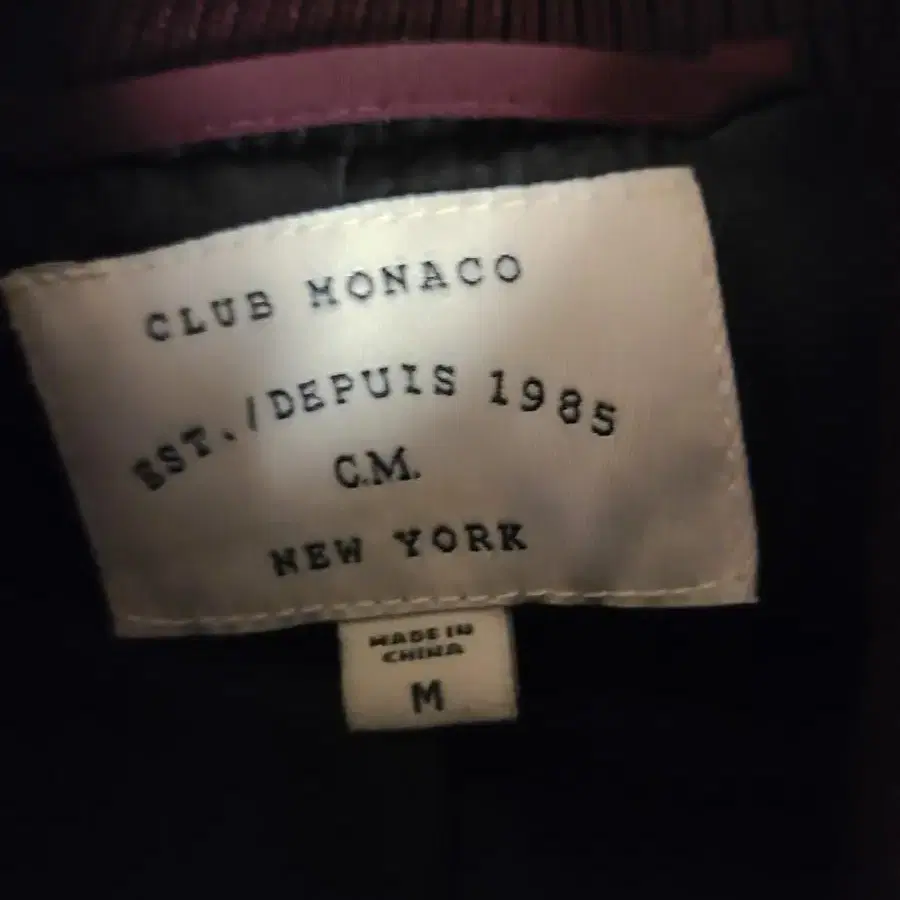 CLUB MONACO
EST./DEPUIS 1985
C.M.
NEW YORK
MADE IN
CHINA
M